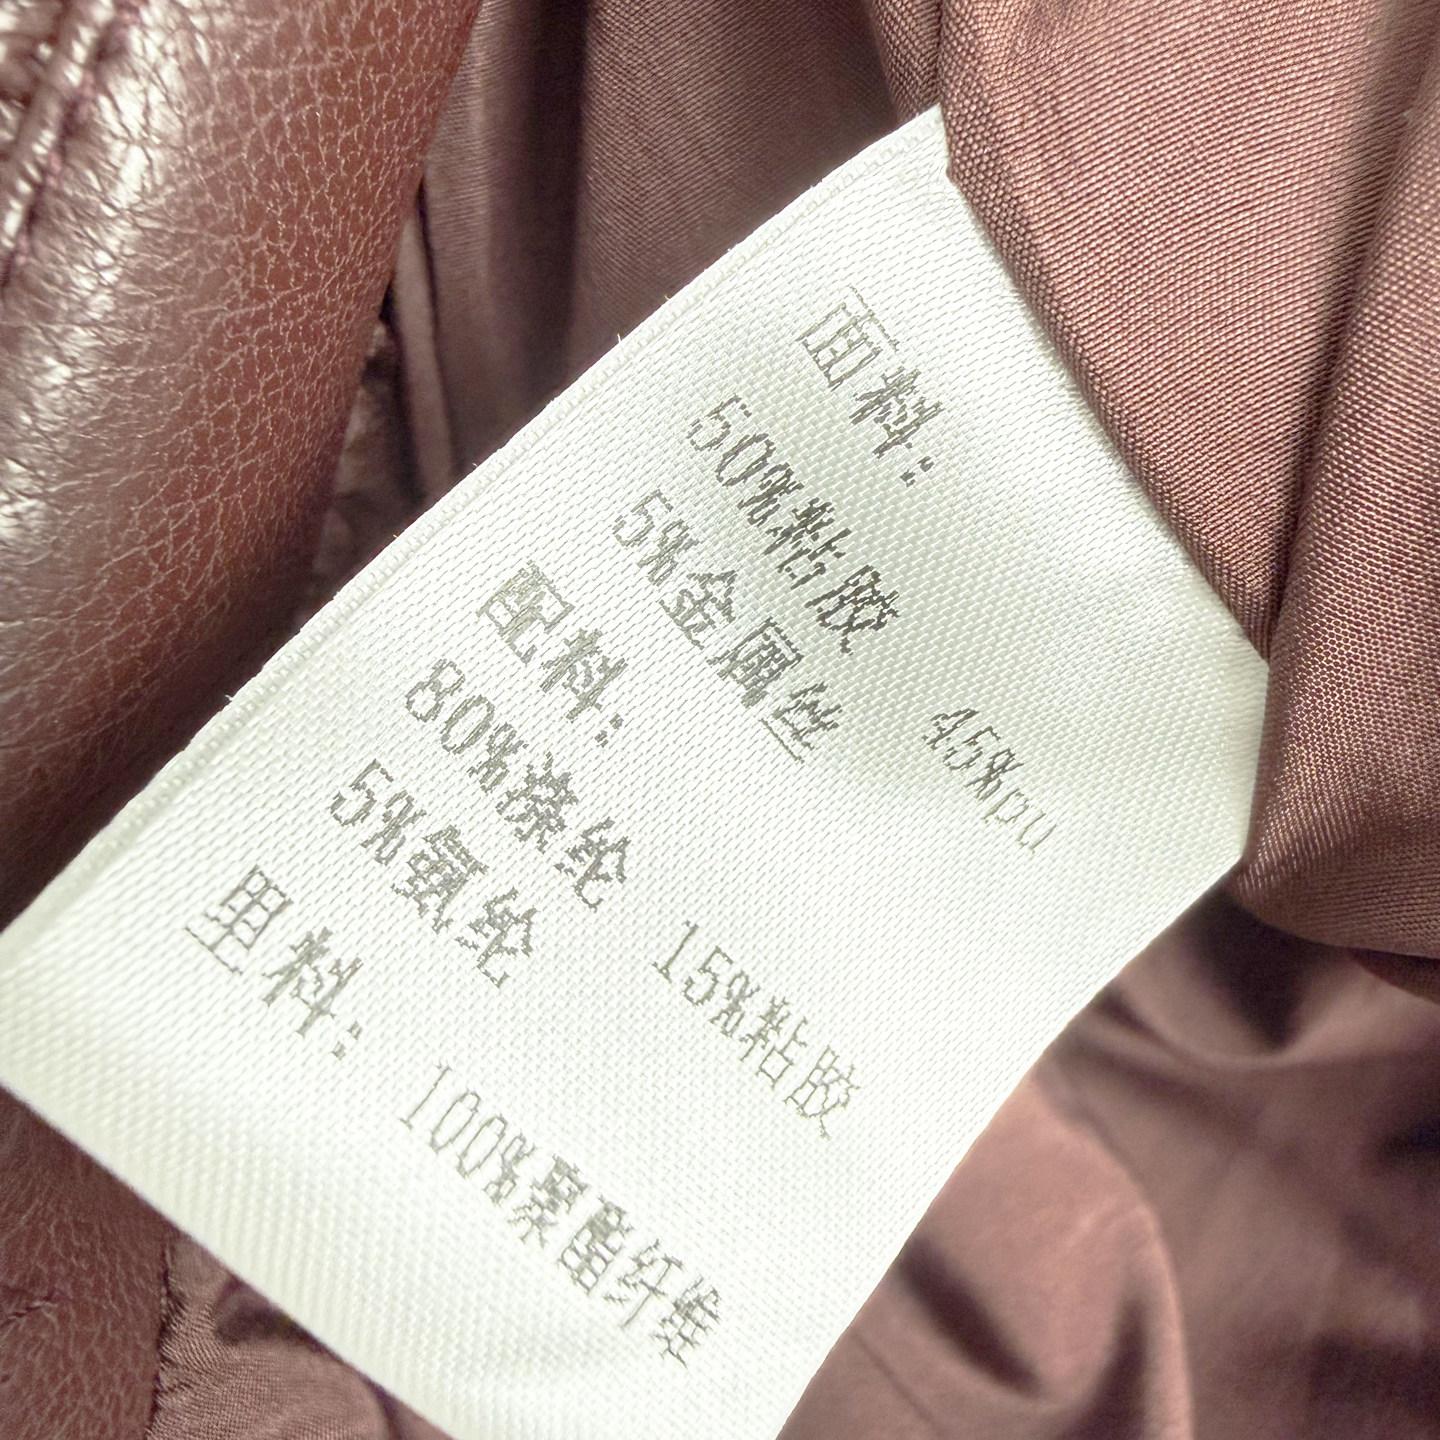 面料：
50%粘胶 45%pu
5%金属丝
配料：
80%涤纶 15%粘胶
5%氨纶
里料： 100%聚酯纤维